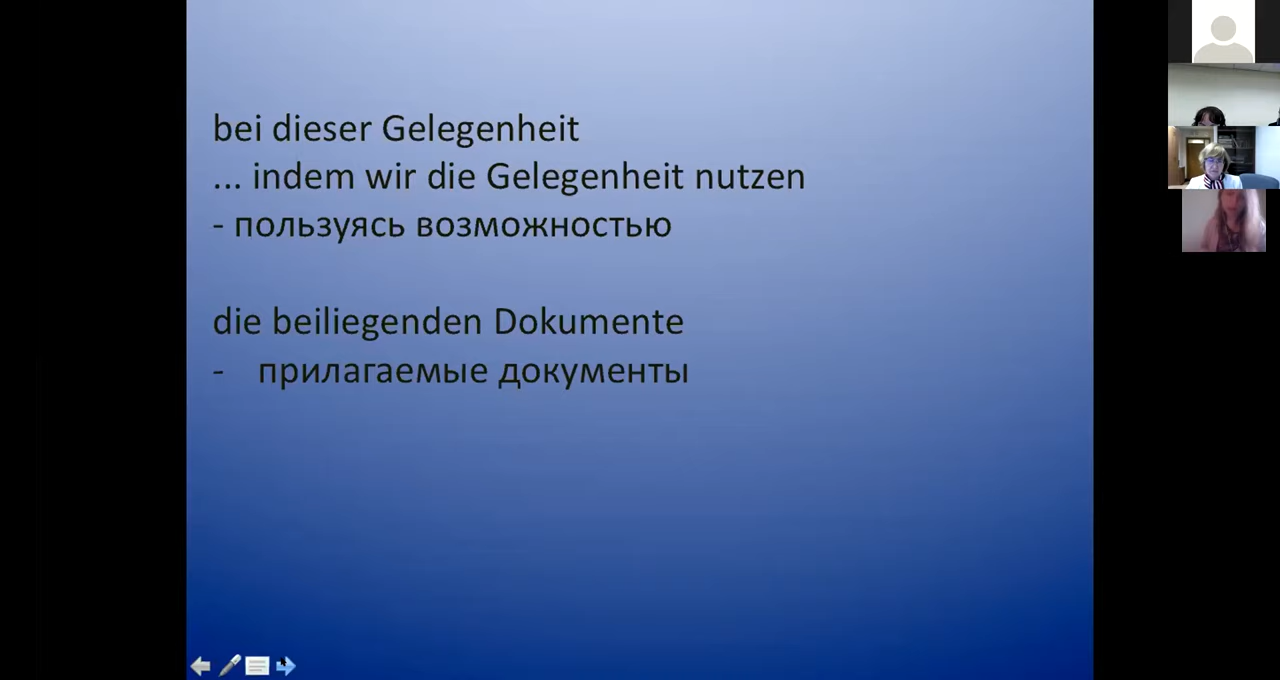 bei dieser Gelegenheit
... indem wir die Gelegenheit nutzen
- пользуясь возможностью
die beiliegenden Dokumente
- прилагаемые документы